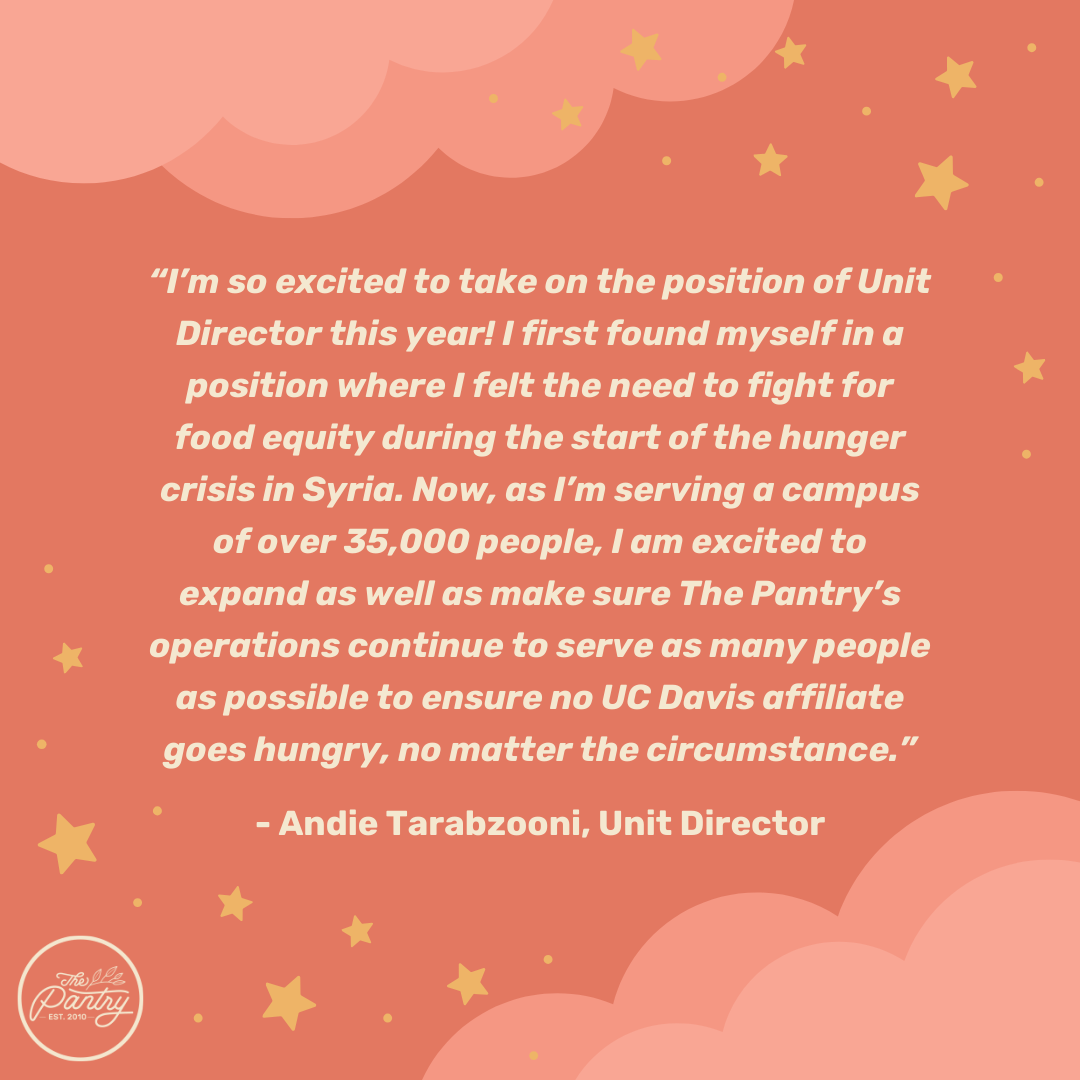 “I’m so excited to take on the position of Unit
Director this year! I first found myself in a
position where I felt the need to fight for
food equity during the start of the hunger
crisis in Syria. Now, as I’m serving a campus
of over 35,000 people, I am excited to
expand as well as make sure The Pantry’s
operations continue to serve as many people
as possible to ensure no UC Davis affiliate
goes hungry, no matter the circumstance.”
- Andie Tarabzooni, Unit Director
The
Pantry
EST. 2010